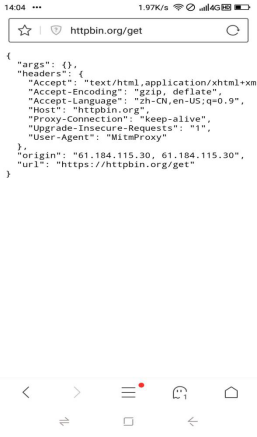 14:04 ••• 1.97K/s 4G HD
httpbin.org/get
{
  "args": {},
  "headers": {
    "Accept": "text/html,application/xhtml+xm
    "Accept-Encoding": "gzip, deflate",
    "Accept-Language": "zh-CN,en-US;q=0.9",
    "Host": "httpbin.org",
    "Proxy-Connection": "keep-alive",
    "Upgrade-Insecure-Requests": "1",
    "User-Agent": "MitmProxy"
  },
  "origin": "61.184.115.30, 61.184.115.30",
  "url": "https://httpbin.org/get"
}
1